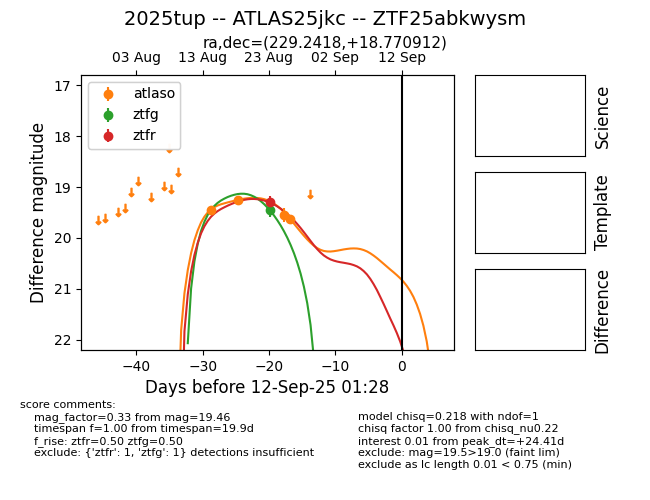 2025tup -- ATLAS25jkc -- ZTF25abkwysm
ra,dec=(229.2418,+18.770912)
03 Aug 13 Aug 23 Aug 02 Sep 12 Sep
atlaso
ztfg
ztfr
17
18
19
20
21
22
Difference magnitude
−40 −30 −20 −10 0
Days before 12-Sep-25 01:28
Science
Template
Difference
score comments:
mag_factor=0.33 from mag=19.46
timespan f=1.00 from timespan=19.9d
f_rise: ztfr=0.50 ztfg=0.50
exclude: {'ztfr': 1, 'ztfg': 1} detections insufficient
model chisq=0.218 with ndof=1
chisq factor 1.00 from chisq_nu0.22
interest 0.01 from peak_dt=+24.41d
exclude: mag=19.5>19.0 (faint lim)
exclude as lc length 0.01 < 0.75 (min)